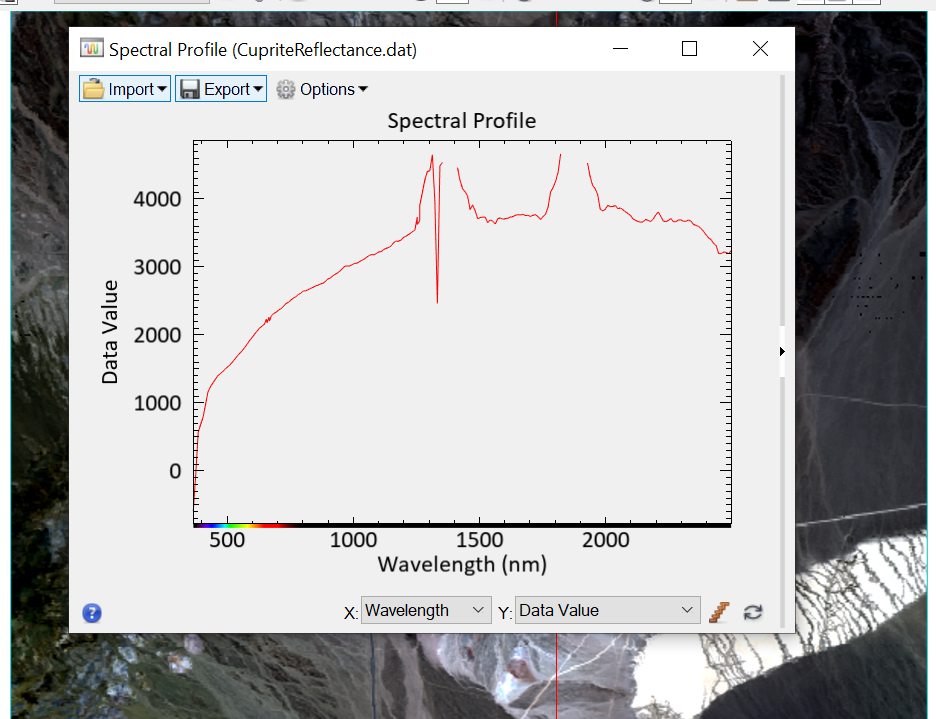 Spectral Profile (CupriteReflectance.dat)
Import Export Options
Spectral Profile
4000
3000
2000
1000
0
Data Value
500 1000 1500 2000
Wavelength (nm)
? X: Wavelength Y: Data Value